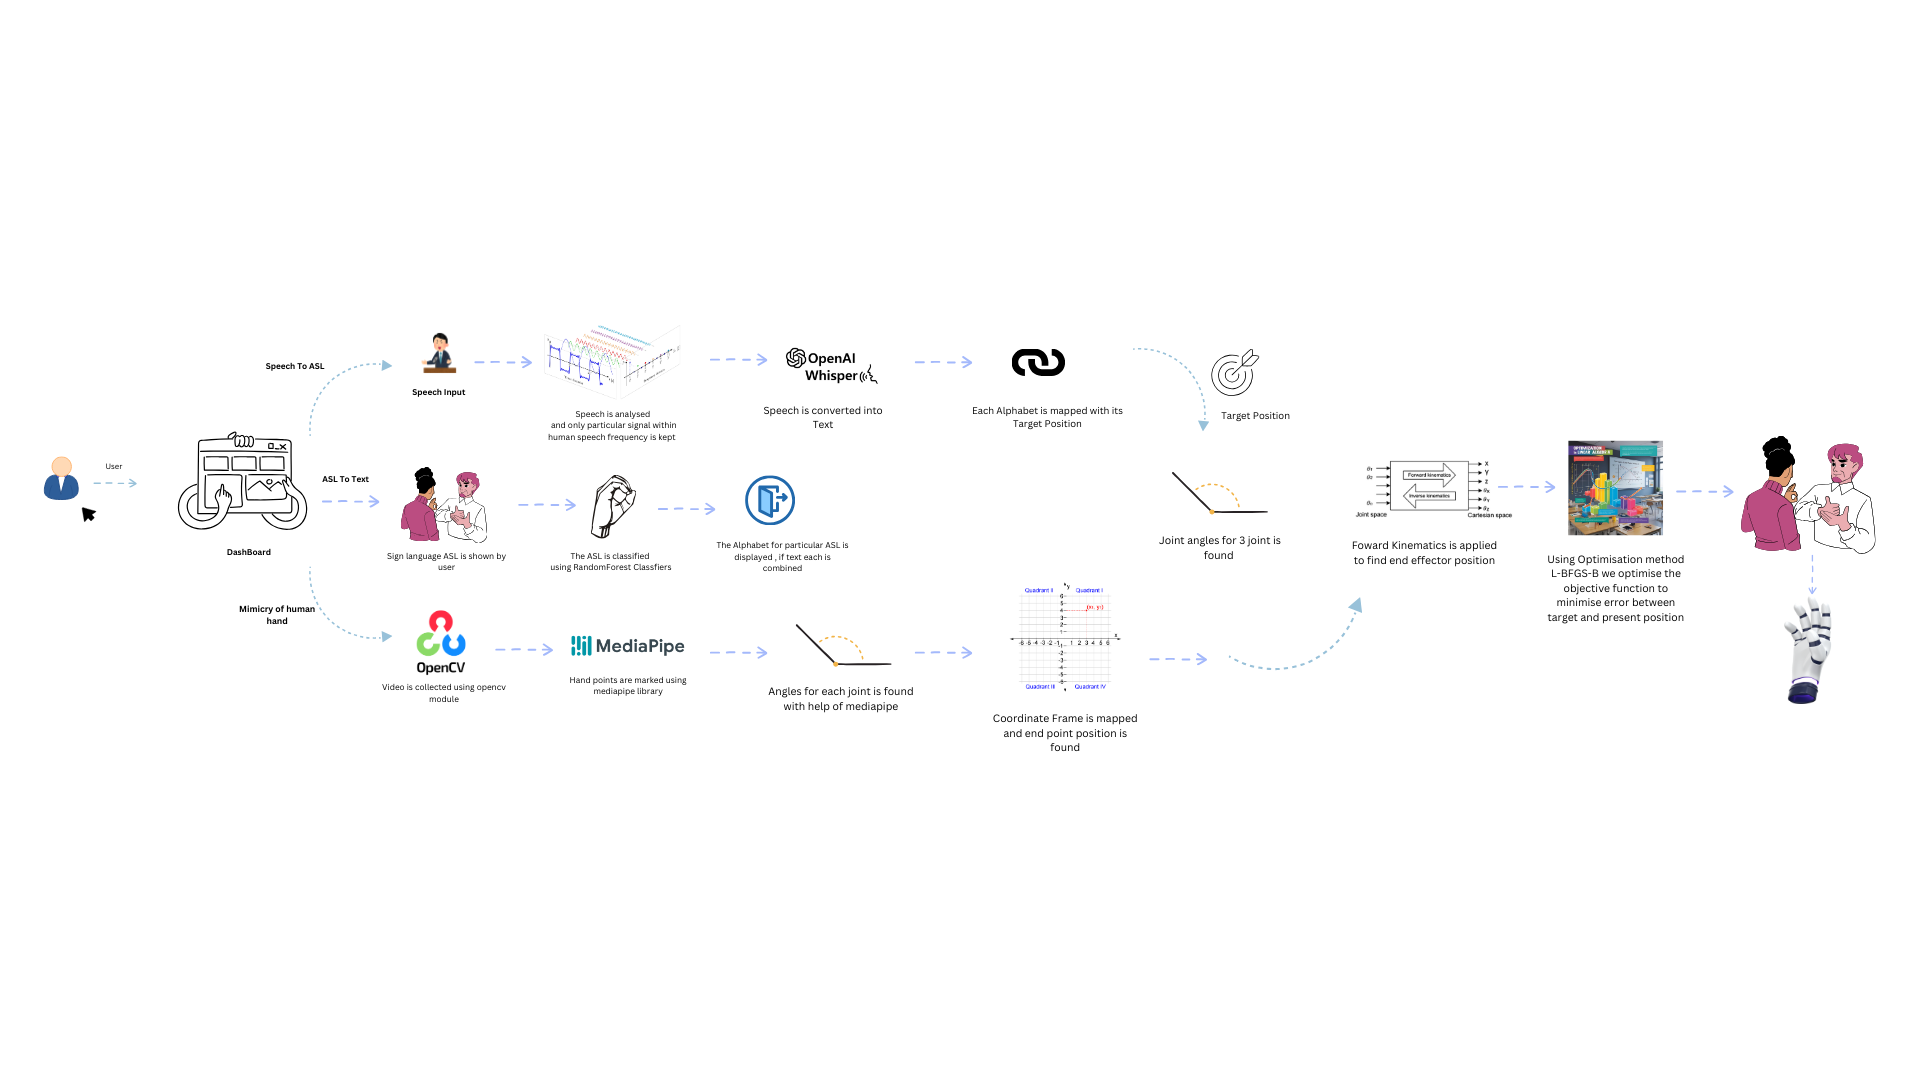 User
DashBoard
Speech To ASL
Speech Input
Speech is analysed
and only particular signal within
human speech frequency is kept
OpenAI
Whisper
Speech is converted into
Text
Each Alphabet is mapped with its
Target Position
Target Position
Joint angles for 3 joint is
found
ASL To Text
Sign language ASL is shown by
user
The ASL is classified
using RandomForest Classfiers
The Alphabet for particular ASL is
displayed , if text each is
combined
Mimicry of human
hand
OpenCV
Video is collected using opencv
module
MediaPipe
Hand points are marked using
mediapipe library
Angles for each joint is found
with help of mediapipe
Quadrant II
Quadrant I
Quadrant III
Quadrant IV
Coordinate Frame is mapped
and end point position is
found
Forward kinematics
Inverse kinematics
Joint space
Cartesian space
X
Y
Z
Foward Kinematics is applied
to find end effector position
Using Optimisation method
L-BFGS-B we optimise the
objective function to
minimise error between
target and present position